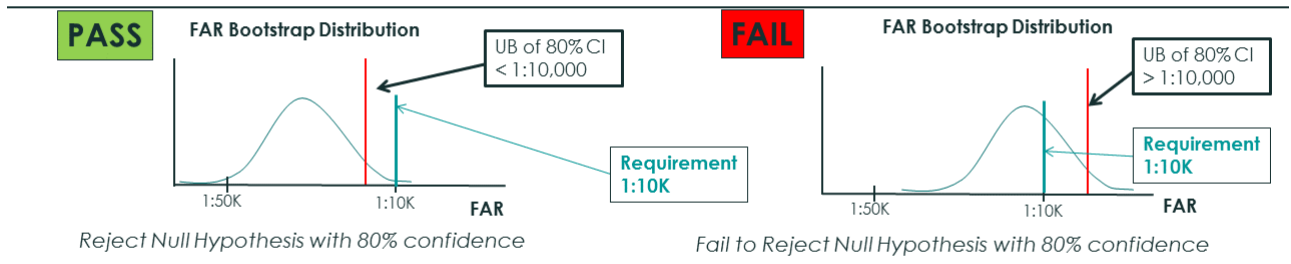 PASS
FAR Bootstrap Distribution
UB of 80% CI
< 1:10,000
Requirement
1:10K
1:50K
1:10K
FAR
Reject Null Hypothesis with 80% confidence
FAIL
FAR Bootstrap Distribution
UB of 80% CI
> 1:10,000
Requirement
1:10K
1:50K
1:10K
FAR
Fail to Reject Null Hypothesis with 80% confidence